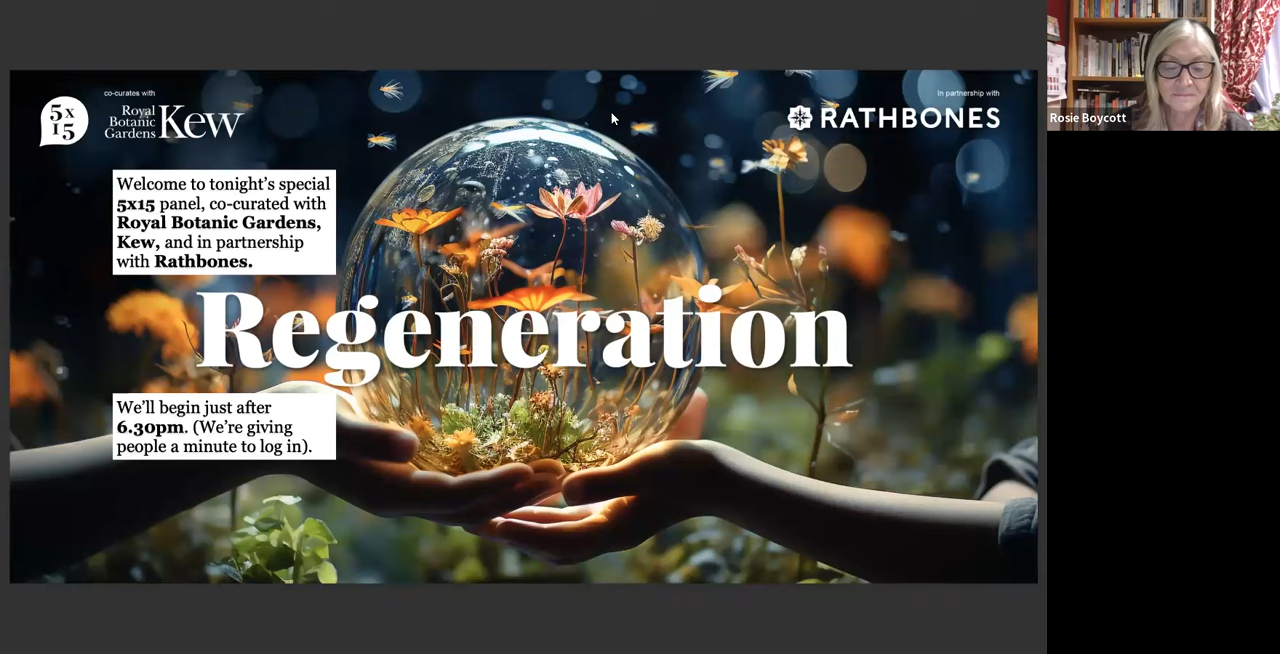 5x
15
co-curates with
Royal
Botanic
Gardens
Kew
In partnership with
RATHBONES
Welcome to tonight’s special
5x15 panel, co-curated with
Royal Botanic Gardens,
Kew, and in partnership
with Rathbones.
Regeneration
We’ll begin just after
6.30pm. (We’re giving
people a minute to log in).
Rosie Boycott